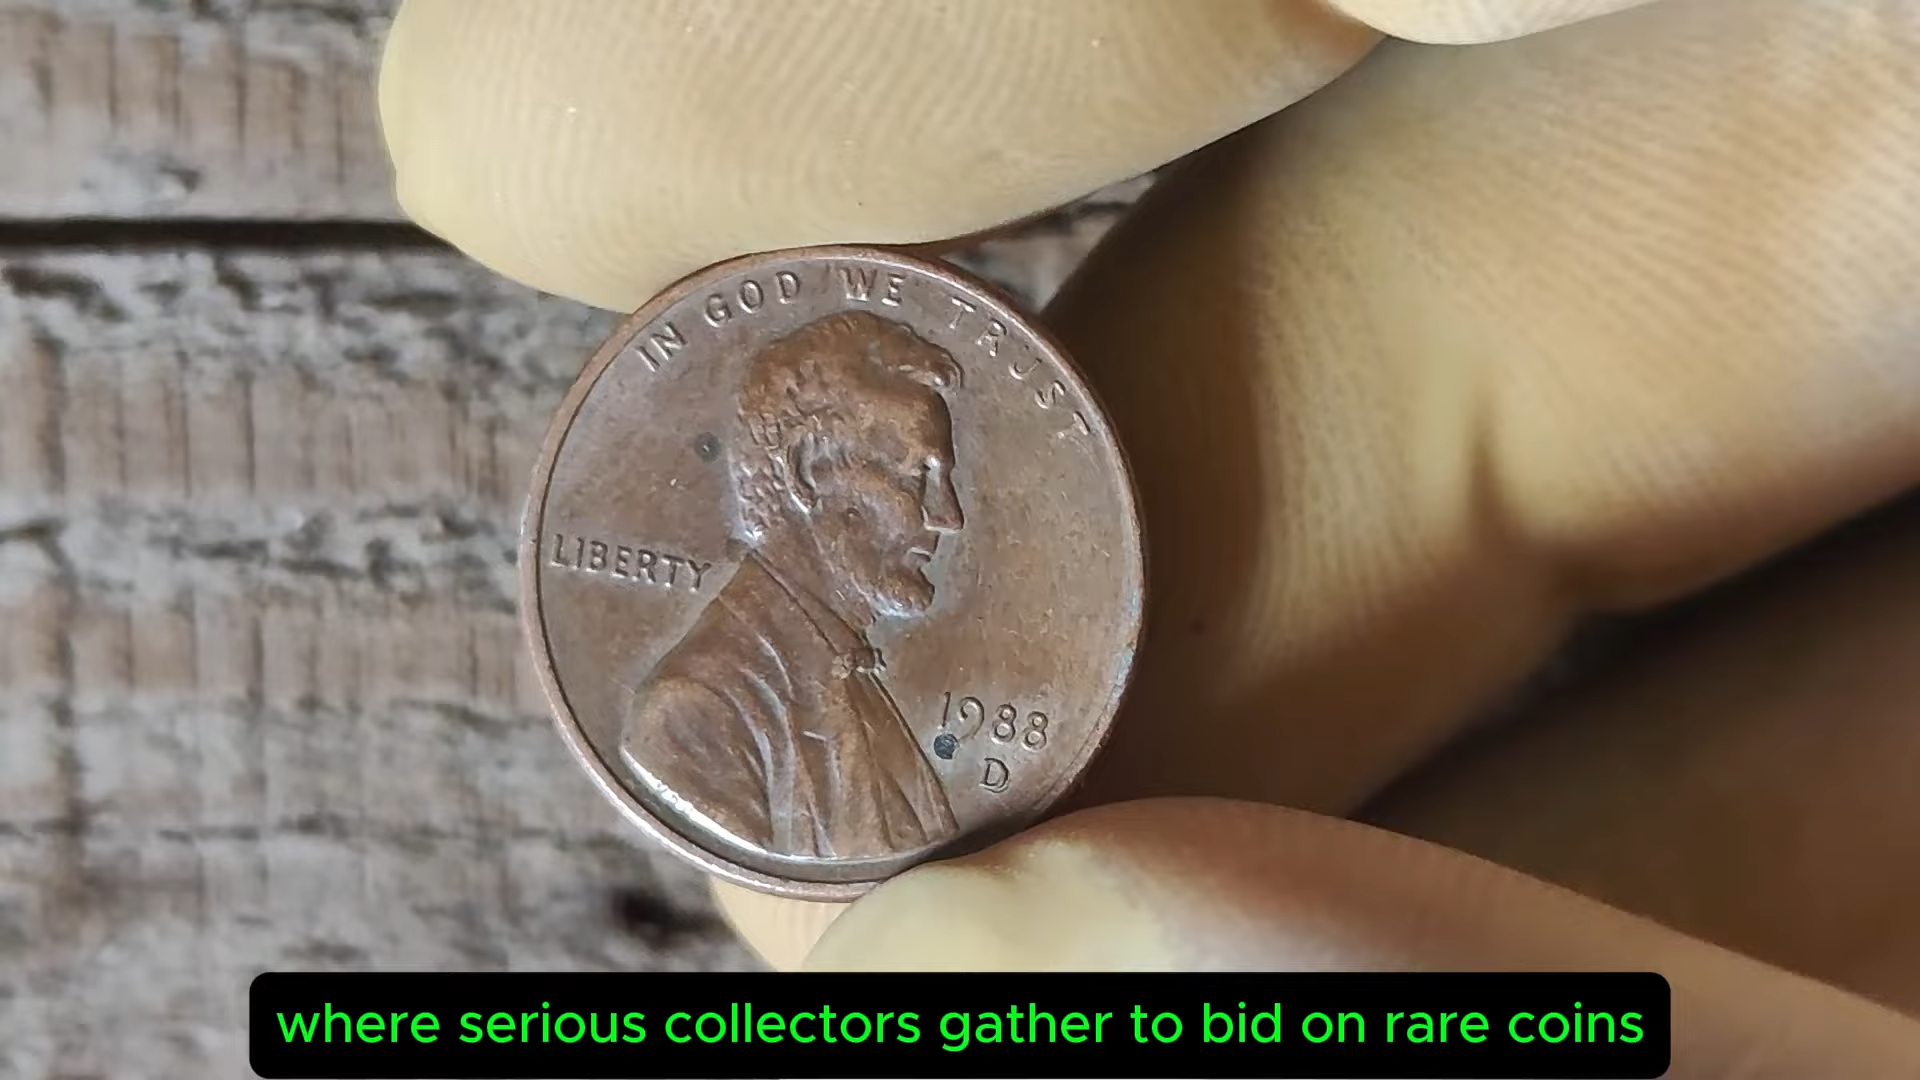 IN GOD WE TRUST
LIBERTY
1988
D
where serious collectors gather to bid on rare coins